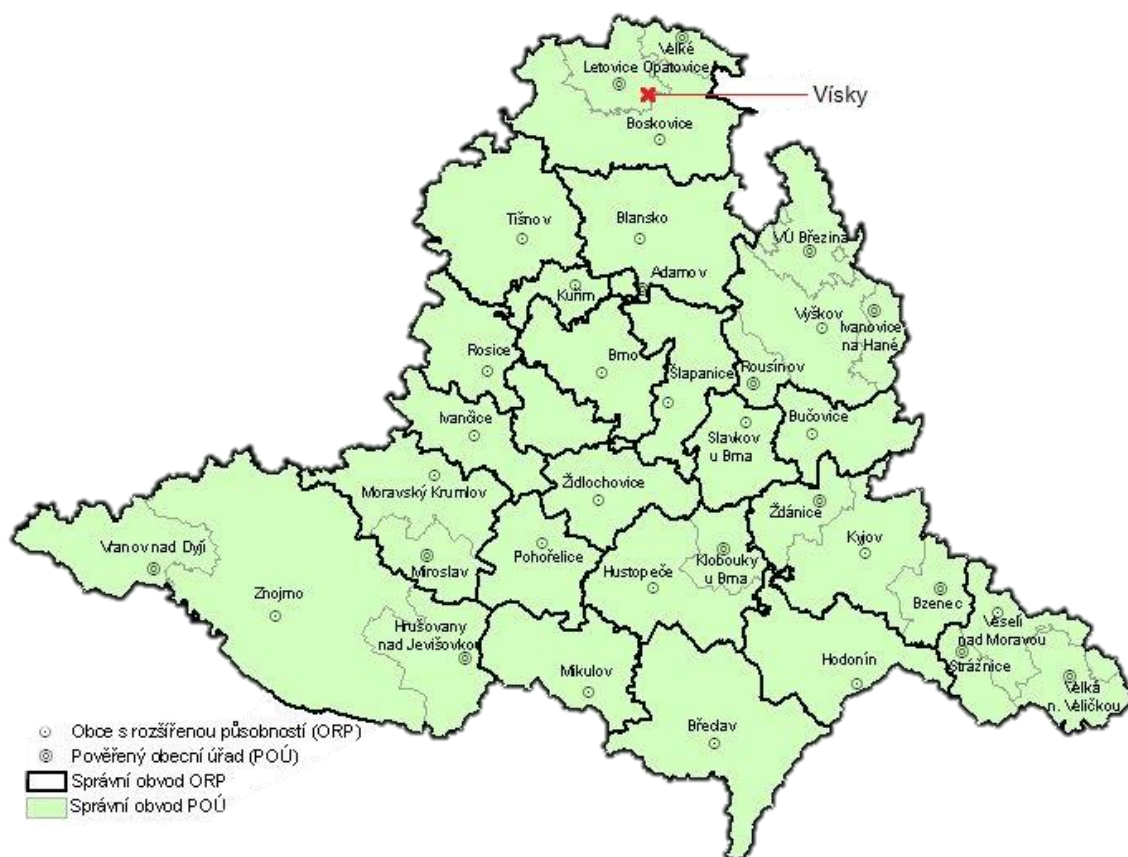 Velké
Letovice Opatovice
Vísky
Boskovice
Tišnov
Blansko
VÚ Březina
Adamov
Kuřim
Vyškov
Ivanovice
na Hané
Rosice
Brno
Šlapanice
Rousínov
Ivančice
Slavkov
u Brna
Bučovice
Moravský Krumlov
Židlochovice
Ždánice
Kyjov
Vranov nad Dyjí
Miroslav
Pohořelice
Hustopeče
Klobouky
u Brna
Znojmo
Bzenec
Hrušovany
nad Jevišovkou
Veselí
nad Moravou
Strážnice
Mikulov
Hodonín
Velká
n. Veličkou
Břeclav
Obce s rozšířenou působností (ORP)
Pověřený obecní úřad (POÚ)
Správní obvod ORP
Správní obvod POÚ